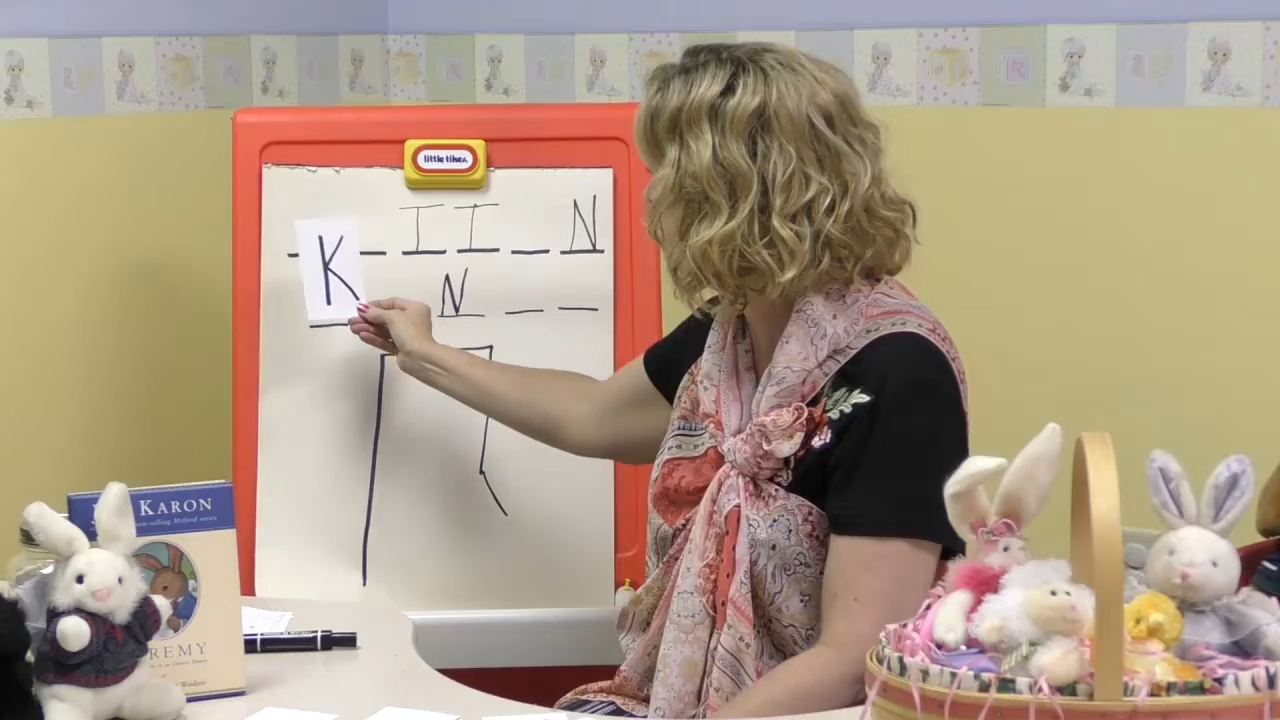 little tikes
_ _ I I _ N
K
_ N _ _
KARON
REMY